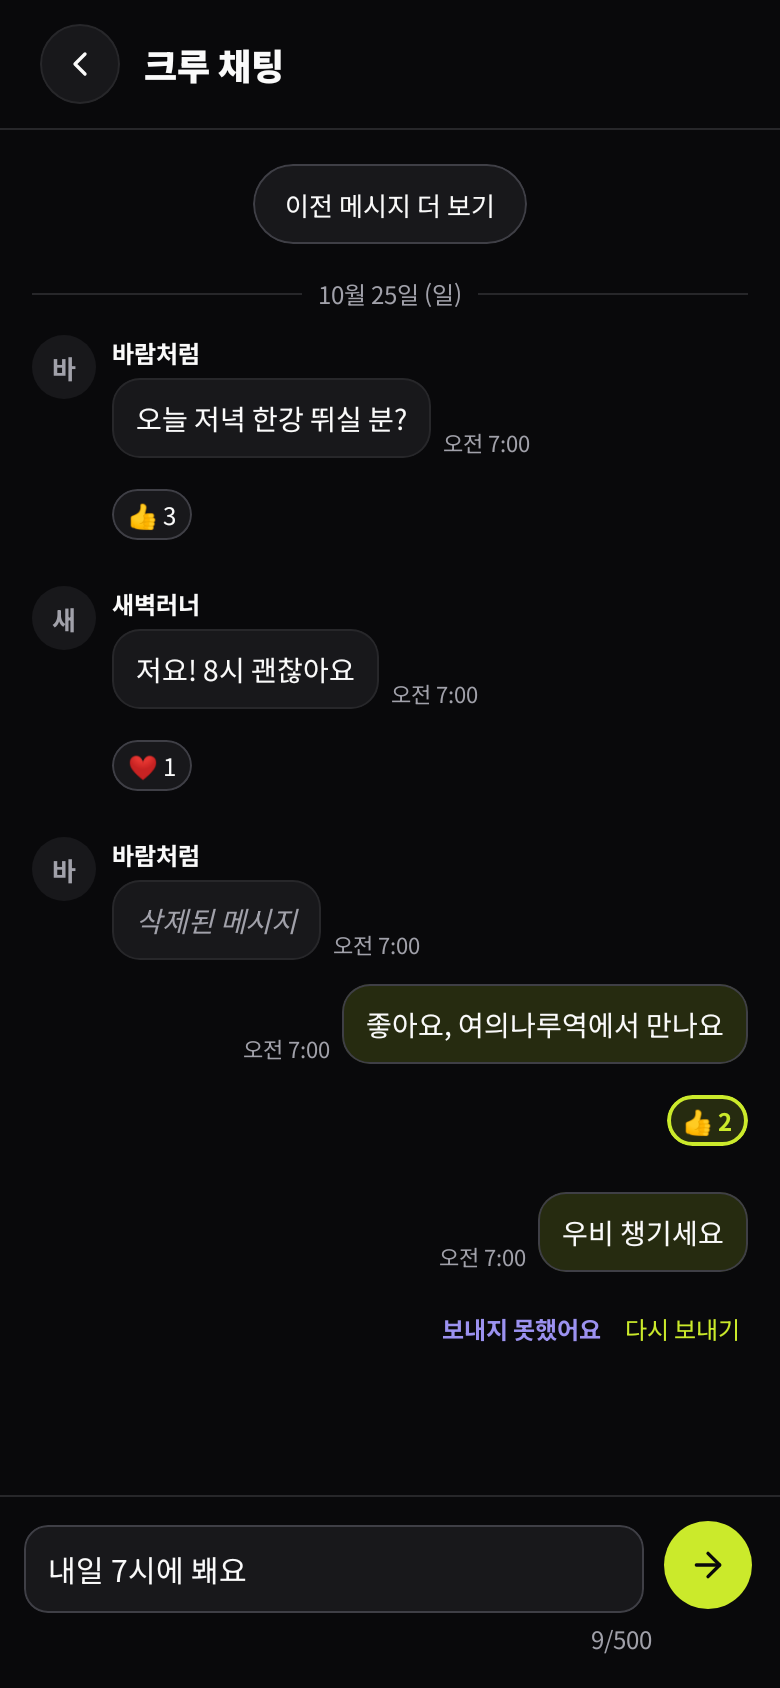 크루 채팅
이전 메시지 더 보기
10월 25일 (일)
바
바람처럼
오늘 저녁 한강 뛰실 분?
오전 7:00
👍 3
새
새벽러너
저요! 8시 괜찮아요
오전 7:00
❤️ 1
바
바람처럼
삭제된 메시지
오전 7:00
좋아요, 여의나루역에서 만나요
오전 7:00
👍 2
우비 챙기세요
오전 7:00
보내지 못했어요 다시 보내기
내일 7시에 봬요
9/500